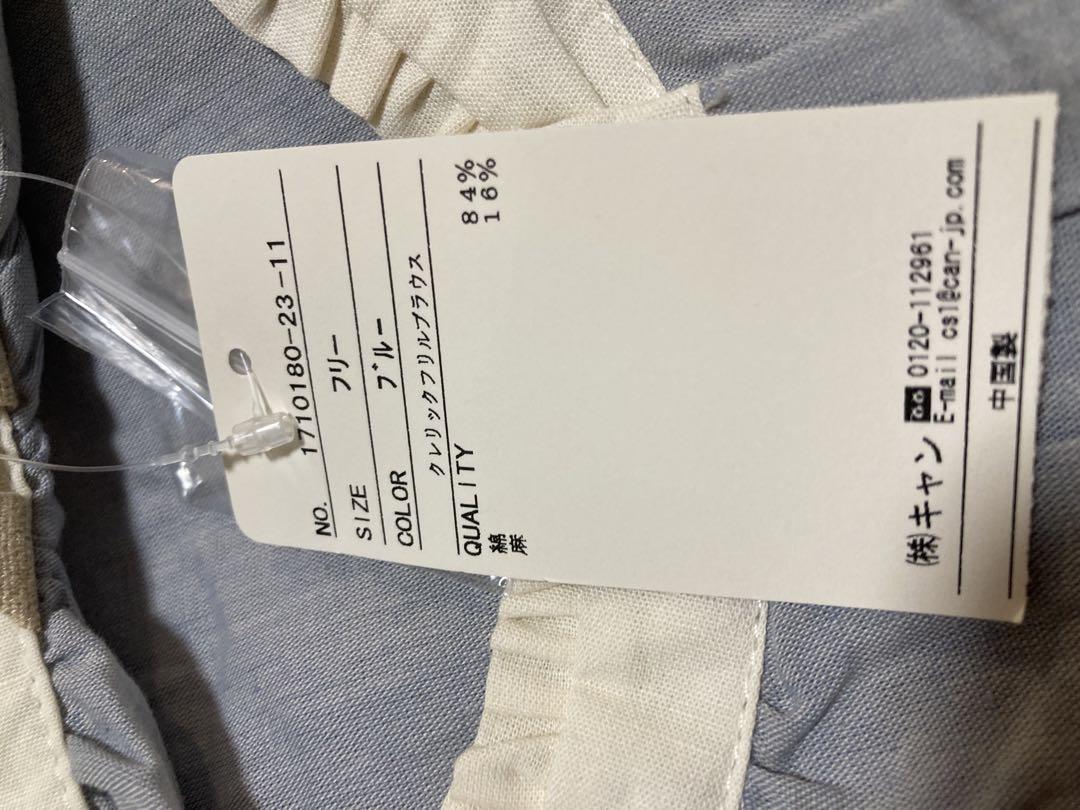 NO. 1710180-23-11
SIZE フリー
COLOR ブルー
クレリックフリルブラウス
QUALITY
綿 84%
麻 16%
㈱キャン 0120-112961
E-mail cs1@can-jp.com
中国製